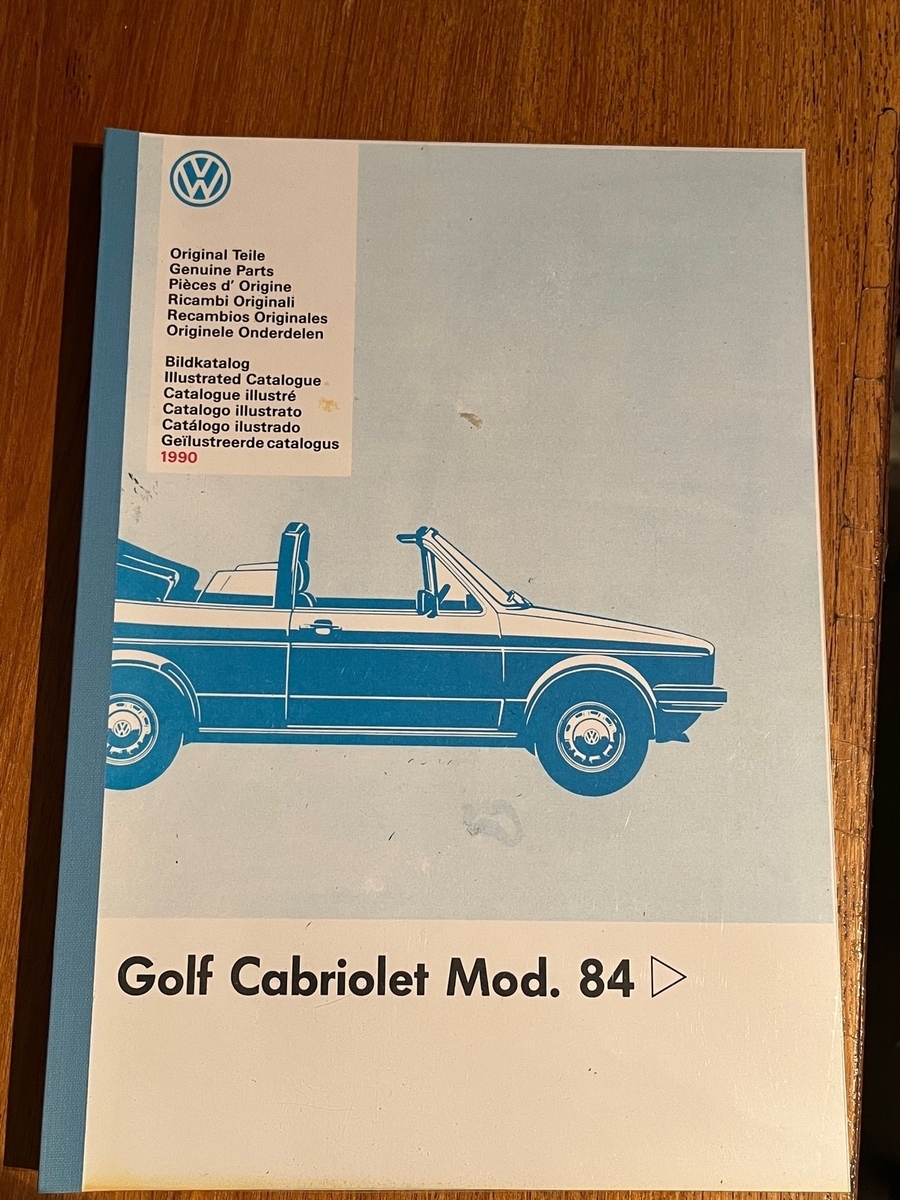 Original Teile
Genuine Parts
Pièces d' Origine
Ricambi Originali
Recambios Originales
Originele Onderdelen
Bildkatalog
Illustrated Catalogue
Catalogue illustré
Catalogo illustrato
Catálogo ilustrado
Geïlustreerde catalogus
1990
Golf Cabriolet Mod. 84